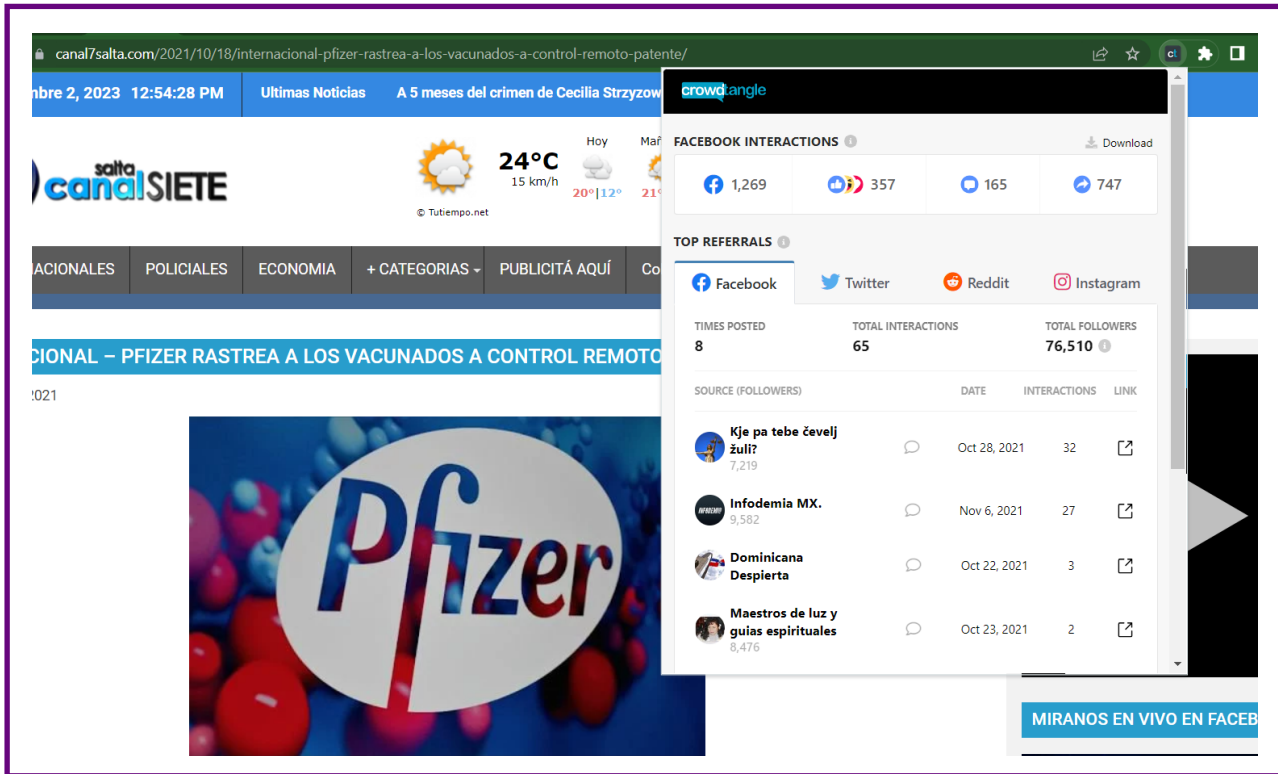 canal7salta.com/2021/10/18/internacional-pfizer-rastrea-a-los-vacunados-a-control-remoto-patente/
mbre 2, 2023 12:54:28 PM Ultimas Noticias A 5 meses del crimen de Cecilia Strzyzow
crowdtangle
FACEBOOK INTERACTIONS Download
1,269 357 165 747
salta
canal SIETE
24°C
15 km/h
Hoy
20°|12°
Mañ
21°
© Tutiempo.net
TOP REFERRALS
NACIONALES POLICIALES ECONOMIA + CATEGORIAS PUBLICITÁ AQUÍ Co
Facebook Twitter Reddit Instagram
TIMES POSTED TOTAL INTERACTIONS TOTAL FOLLOWERS
8 65 76,510
CIONAL – PFIZER RASTREA A LOS VACUNADOS A CONTROL REMOTO
2021
SOURCE (FOLLOWERS) DATE INTERACTIONS LINK
Kje pa tebe čevelj
žuli? Oct 28, 2021 32
7,219
INFODEMIA
Infodemia MX. Nov 6, 2021 27
9,582
Dominicana
Despierta Oct 22, 2021 3
Maestros de luz y
guias espirituales Oct 23, 2021 2
8,476
Pfizer
MIRANOS EN VIVO EN FACEB